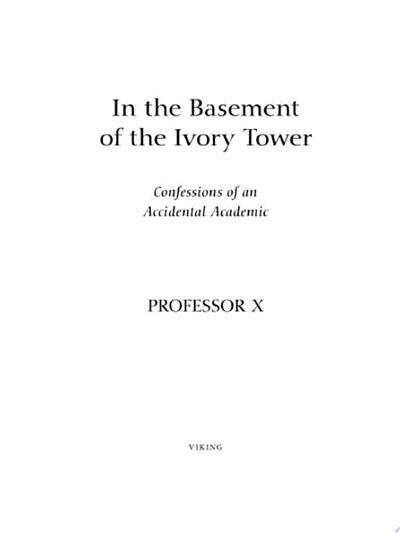 In the Basement
of the Ivory Tower
Confessions of an
Accidental Academic
PROFESSOR X
VIKING